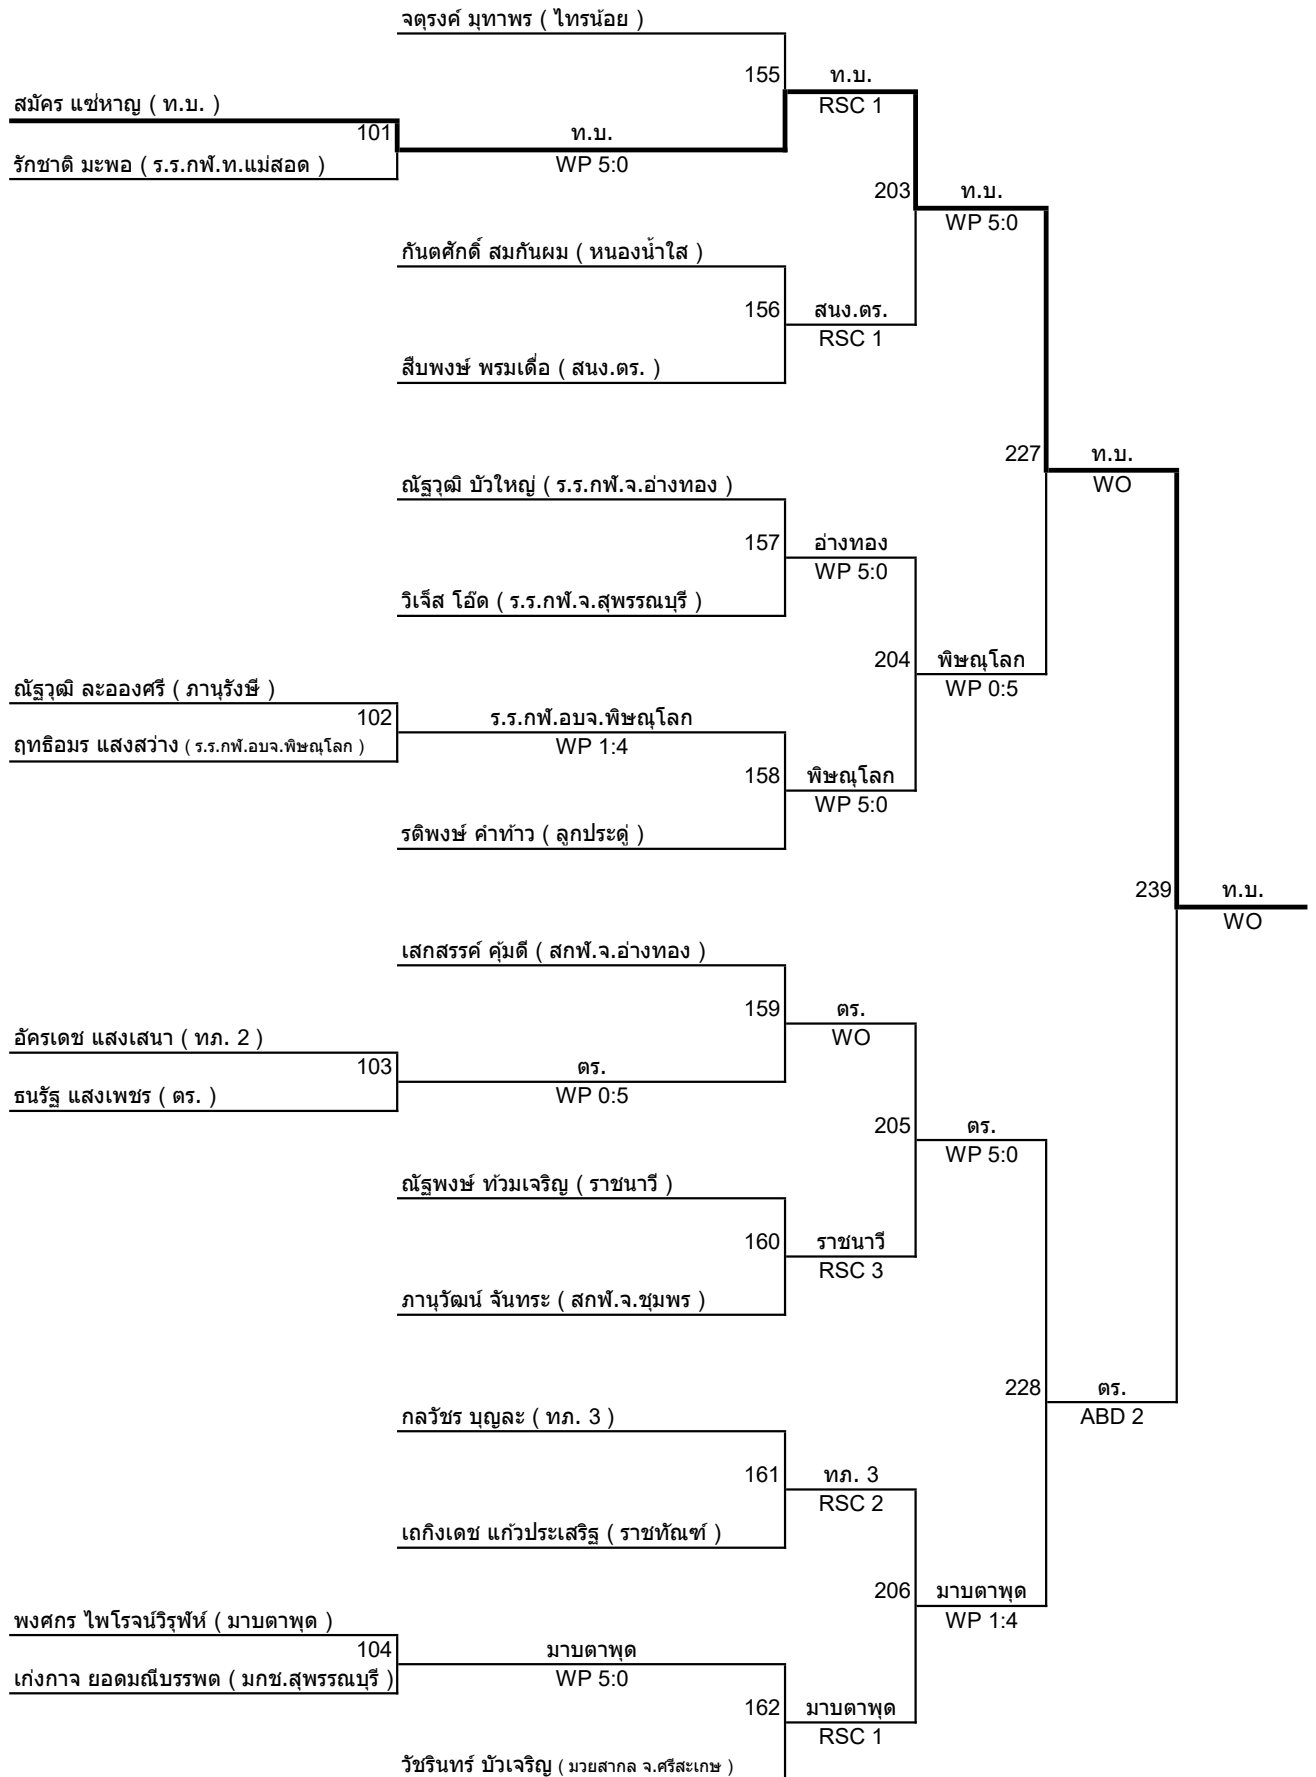 จตุรงค์ มุทาพร ( ไทรน้อย )
155 ท.บ.
RSC 1
สมัคร แซ่หาญ ( ท.บ. )
101 ท.บ.
WP 5:0
รักชาติ มะพอ ( ร.ร.กฬ.ท.แม่สอด )
203 ท.บ.
WP 5:0
กันตศักดิ์ สมกันผม ( หนองน้ำใส )
156 สนง.ตร.
RSC 1
สืบพงษ์ พรมเดื่อ ( สนง.ตร. )
227 ท.บ.
WO
ณัฐวุฒิ บัวใหญ่ ( ร.ร.กฬ.จ.อ่างทอง )
157 อ่างทอง
WP 5:0
วิเจ็ส โอ๊ด ( ร.ร.กฬ.จ.สุพรรณบุรี )
204 พิษณุโลก
WP 0:5
ณัฐวุฒิ ละอองศรี ( ภานุรังษี )
102 ร.ร.กฬ.อบจ.พิษณุโลก
WP 1:4
ฤทธิอมร แสงสว่าง ( ร.ร.กฬ.อบจ.พิษณุโลก )
158 พิษณุโลก
WP 5:0
รติพงษ์ คำท้าว ( ลูกประดู่ )
239 ท.บ.
WO
เสกสรรค์ คุ้มดี ( สกฬ.จ.อ่างทอง )
159 ตร.
WO
อัครเดช แสงเสนา ( ทภ. 2 )
103 ตร.
WP 0:5
ธนรัฐ แสงเพชร ( ตร. )
205 ตร.
WP 5:0
ณัฐพงษ์ ท้วมเจริญ ( ราชนาวี )
160 ราชนาวี
RSC 3
ภานุวัฒน์ จันทระ ( สกฬ.จ.ชุมพร )
228 ตร.
ABD 2
กลวัชร บุญละ ( ทภ. 3 )
161 ทภ. 3
RSC 2
เถกิงเดช แก้วประเสริฐ ( ราชทัณฑ์ )
206 มาบตาพุด
WP 1:4
พงศกร ไพโรจน์วิรุฬห์ ( มาบตาพุด )
104 มาบตาพุด
WP 5:0
เก่งกาจ ยอดมณีบรรพต ( มกช.สุพรรณบุรี )
162 มาบตาพุด
RSC 1
วัชรินทร์ บัวเจริญ ( มวยสากล จ.ศรีสะเกษ )